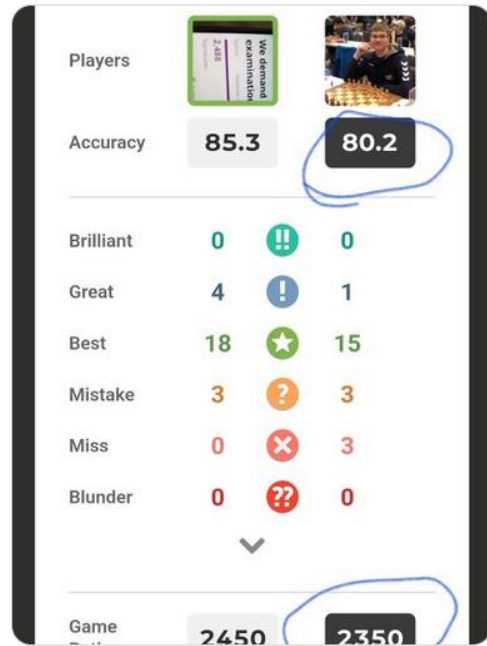 Players
We demand
examination
2,488
Accuracy 85.3 80.2
Brilliant 0 !! 0
Great 4 ! 1
Best 18 15
Mistake 3 ? 3
Miss 0 3
Blunder 0 ?? 0
Game 2450 2350